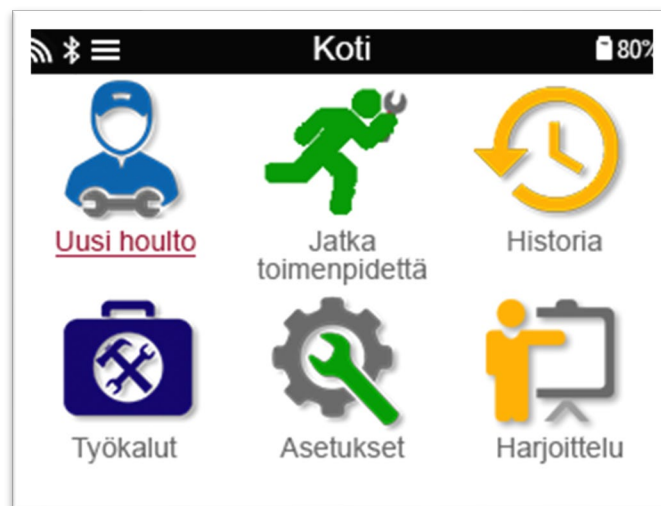 Koti
80%
Uusi houlto
Jatka
toimenpidettä
Historia
Työkalut
Asetukset
Harjoittelu